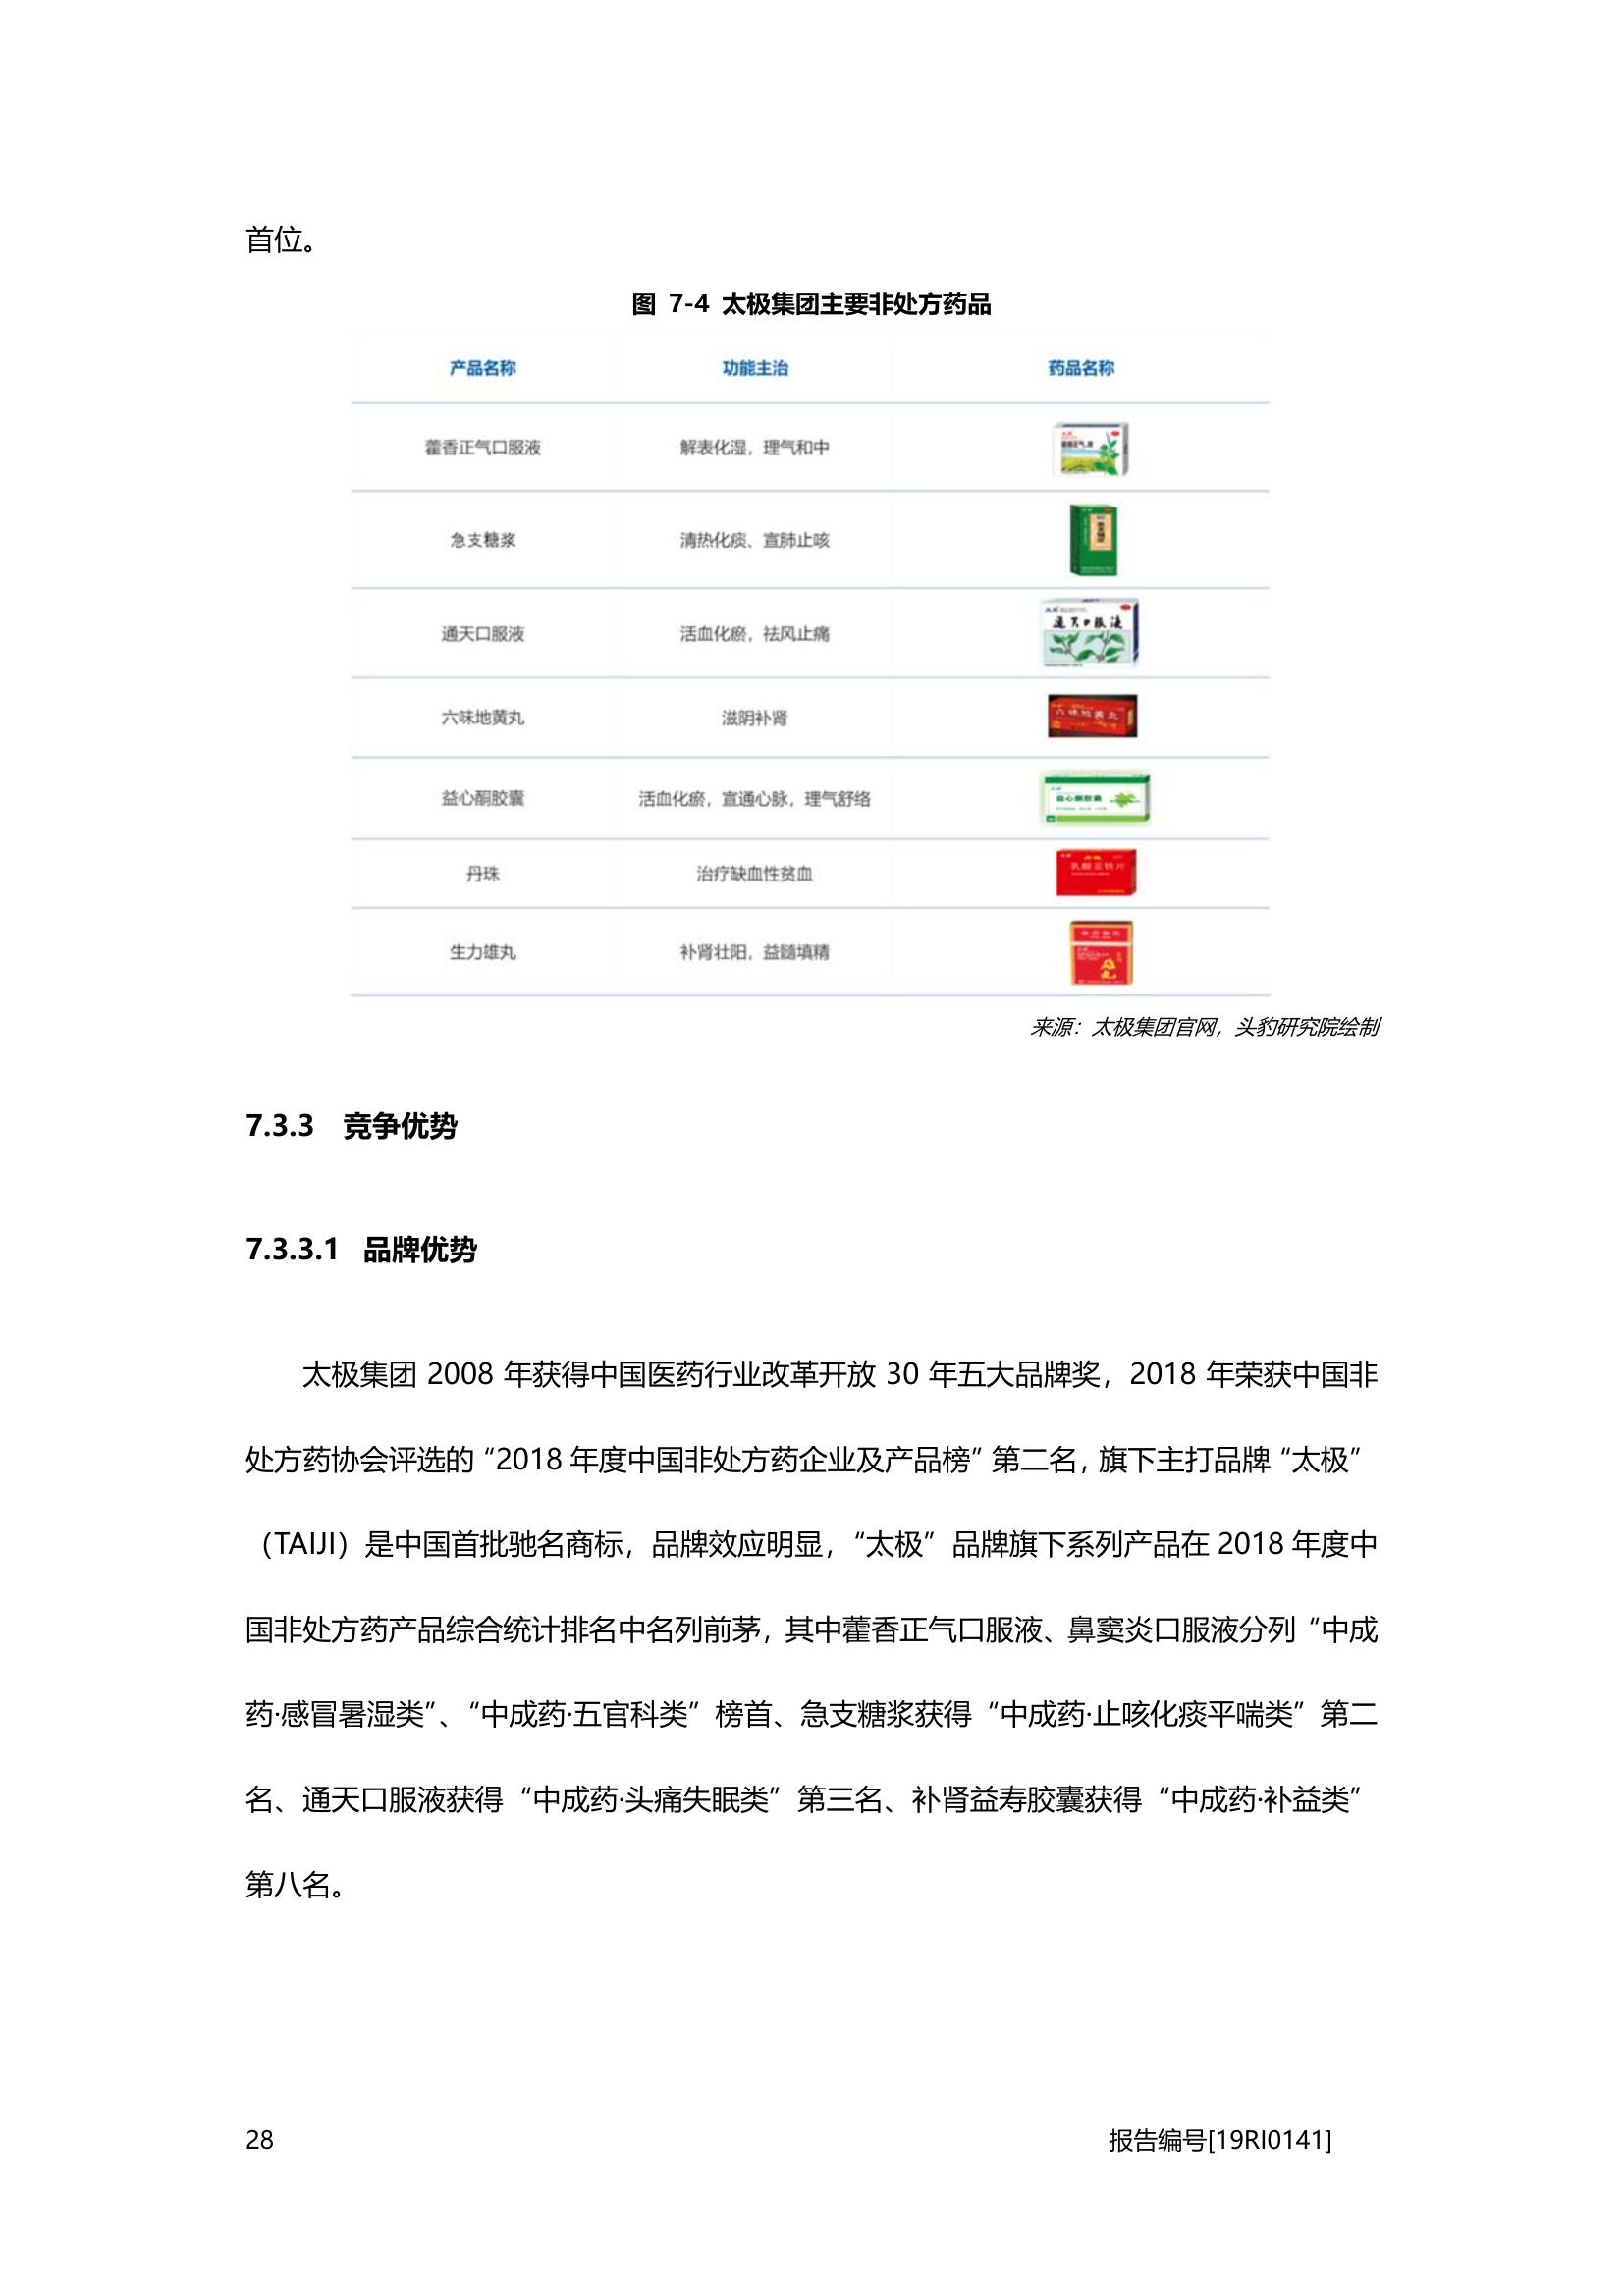 首位。
图 7-4 太极集团主要非处方药品
产品名称 功能主治 药品名称
藿香正气口服液 解表化湿，理气和中
急支糖浆 清热化痰、宣肺止咳
通天口服液 活血化瘀，祛风止痛
通天口服液
六味地黄丸 滋阴补肾
六味地黄丸
益心酮胶囊 活血化瘀，宣通心脉，理气舒络
益心酮胶囊
丹珠 治疗缺血性贫血
乳酸亚铁片
生力雄丸 补肾壮阳，益髓填精
来源：太极集团官网，头豹研究院绘制
7.3.3 竞争优势
7.3.3.1 品牌优势
太极集团 2008 年获得中国医药行业改革开放 30 年五大品牌奖，2018 年荣获中国非
处方药协会评选的“2018 年度中国非处方药企业及产品榜”第二名，旗下主打品牌“太极”
（TAIJI）是中国首批驰名商标，品牌效应明显，“太极”品牌旗下系列产品在 2018 年度中
国非处方药产品综合统计排名中名列前茅，其中藿香正气口服液、鼻窦炎口服液分列“中成
药·感冒暑湿类”、“中成药·五官科类”榜首、急支糖浆获得“中成药·止咳化痰平喘类”第二
名、通天口服液获得“中成药·头痛失眠类”第三名、补肾益寿胶囊获得“中成药·补益类”
第八名。
28 报告编号[19RI0141]